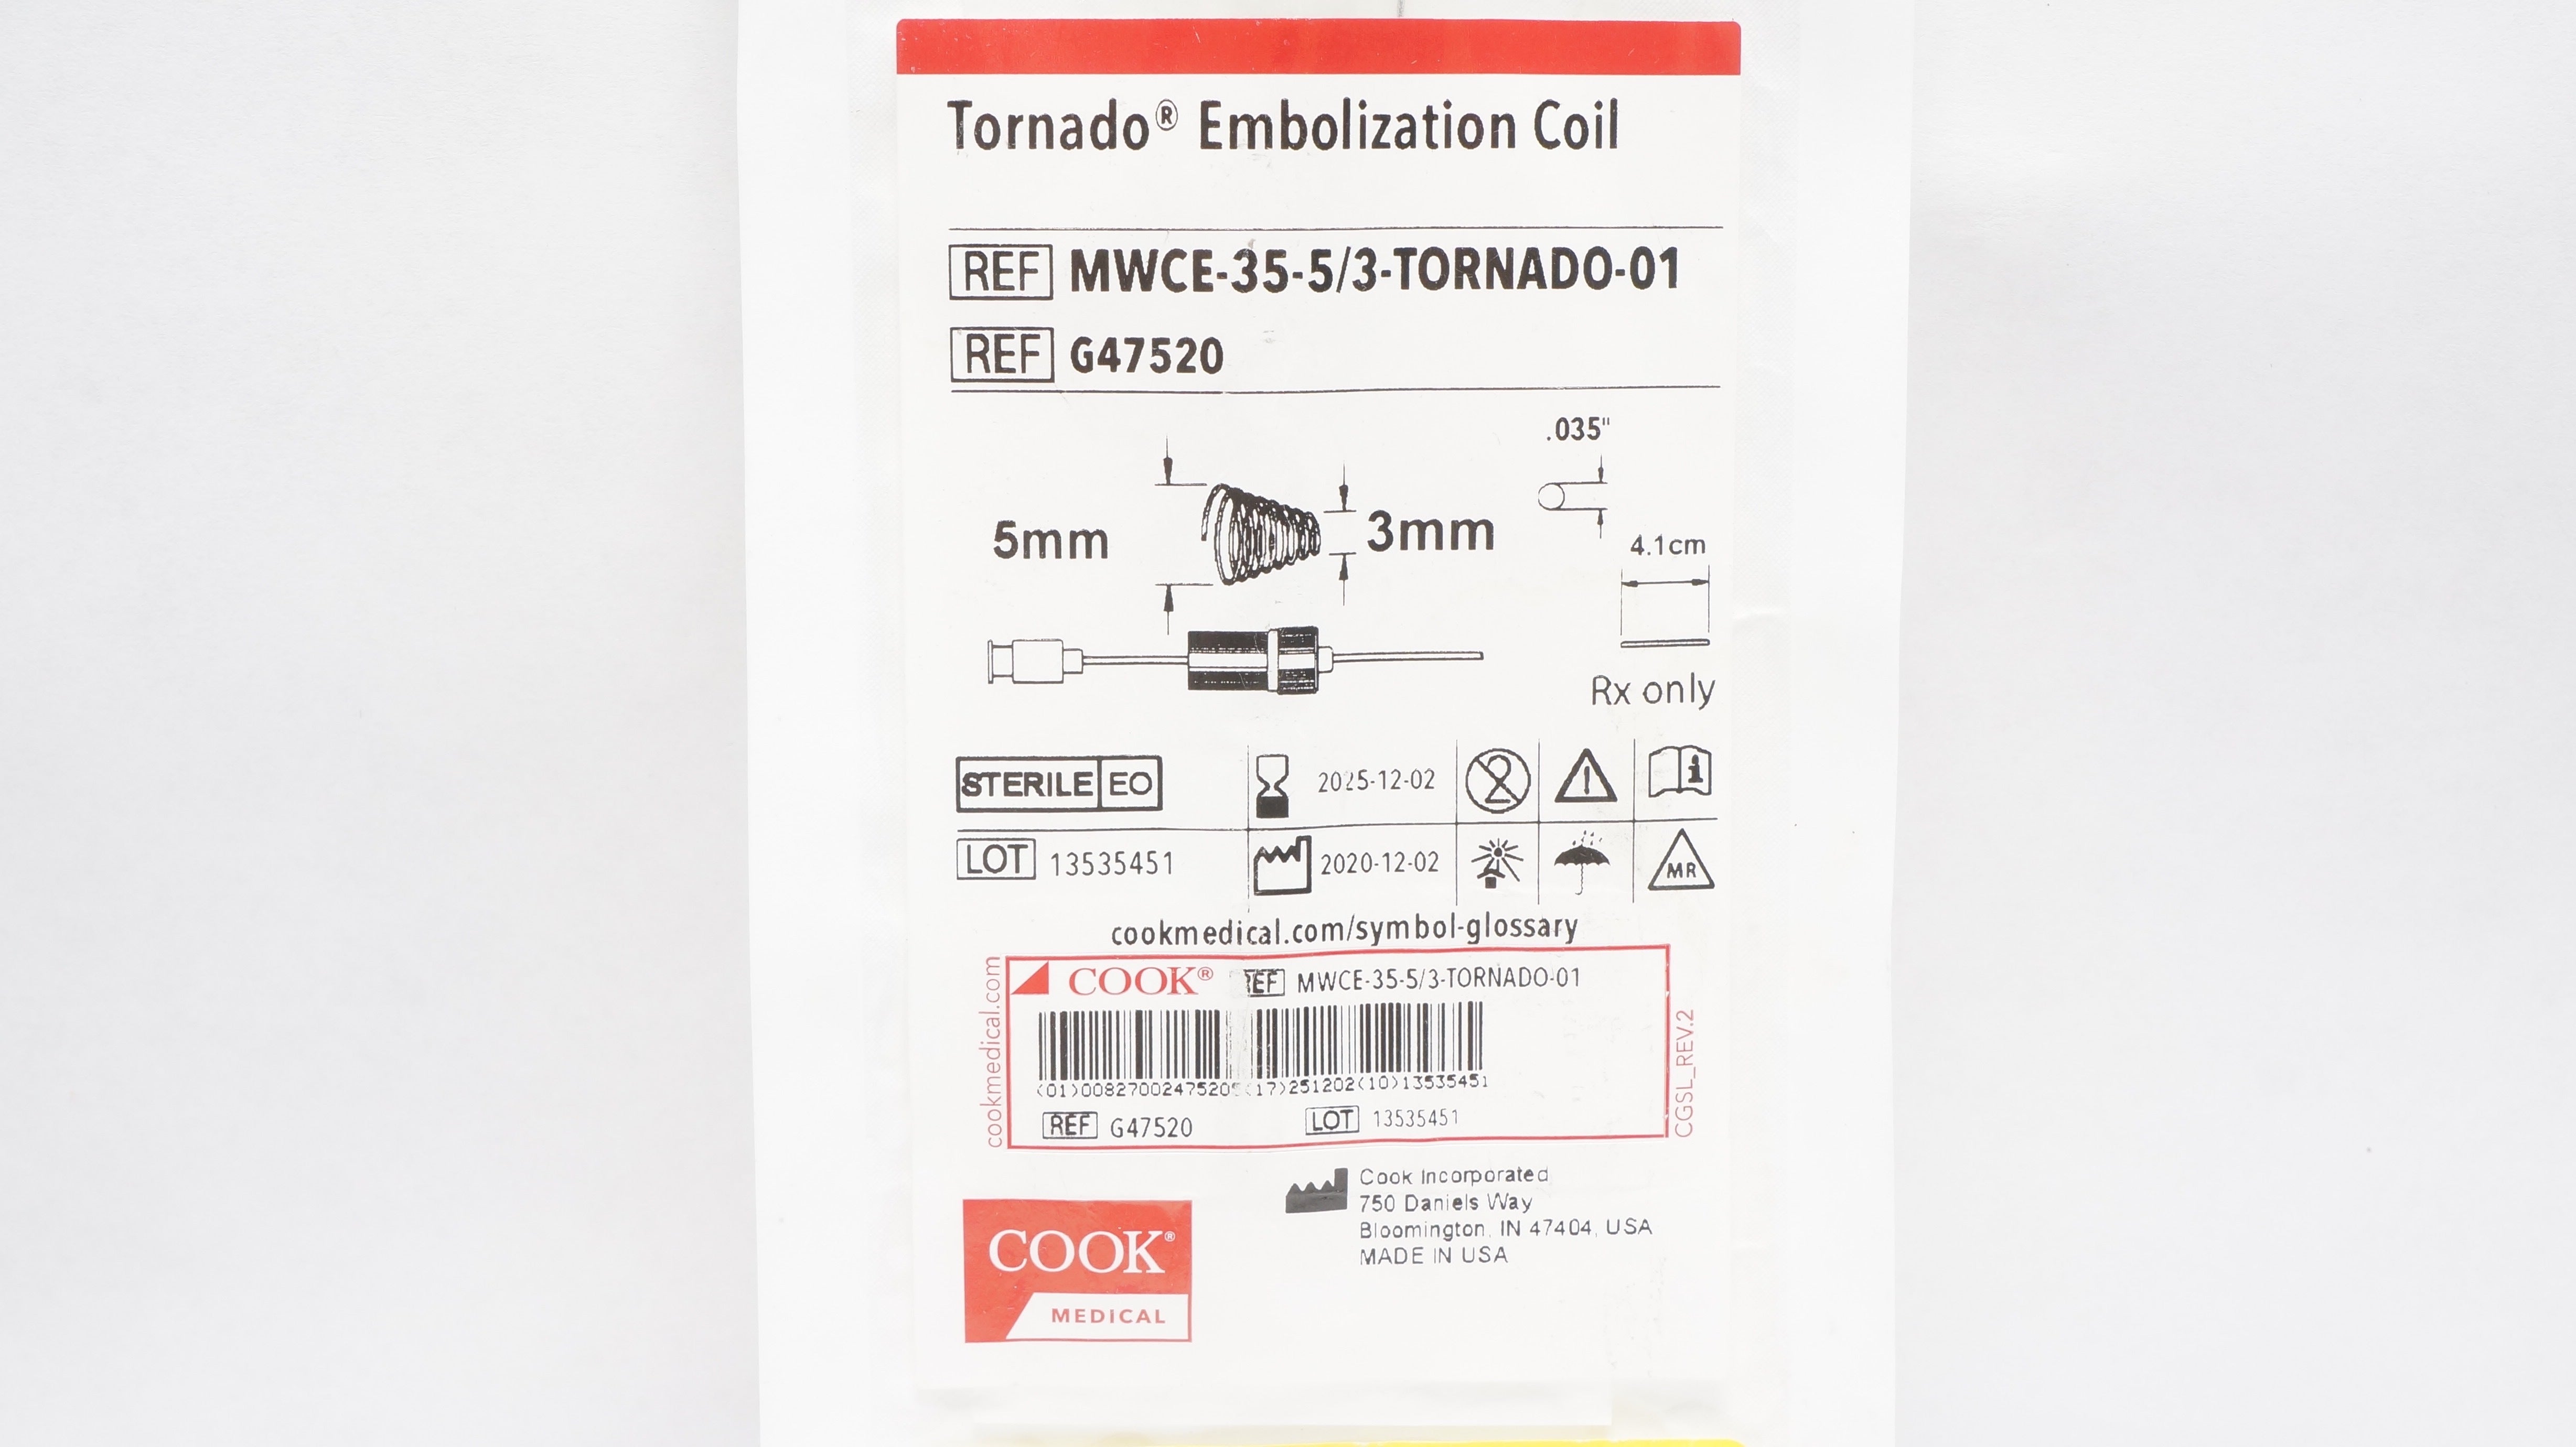 Tornado® Embolization Coil
REF MWCE-35-5/3-TORNADO-01
REF G47520
.035"
5mm
3mm
4.1cm
Rx only
STERILE EO
2025-12-02
LOT 13535451
2020-12-02
MR
cookmedical.com/symbol-glossary
cookmedical.com
COOK® REF MWCE-35-5/3-TORNADO-01
(17)251202(10)13535451
REF G47520 LOT 13535451
CGSL_REV.2
Cook Incorporated
750 Daniels Way
Bloomington, IN 47404, USA
MADE IN USA
COOK®
MEDICAL